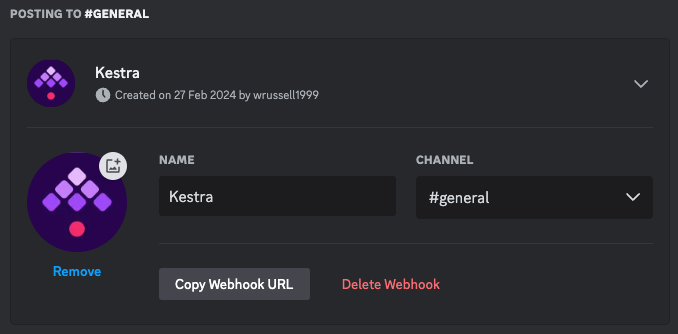 POSTING TO #GENERAL
Kestra
Created on 27 Feb 2024 by wrussell1999
NAME
CHANNEL
Kestra
#general
Remove
Copy Webhook URL
Delete Webhook